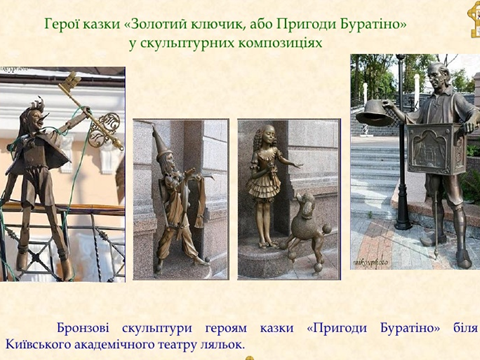 Герої казки «Золотий ключик, або Пригоди Буратіно»
у скульптурних композиціях
Бронзові скульптури героям казки «Пригоди Буратіно» біля
Київського академічного театру ляльок.